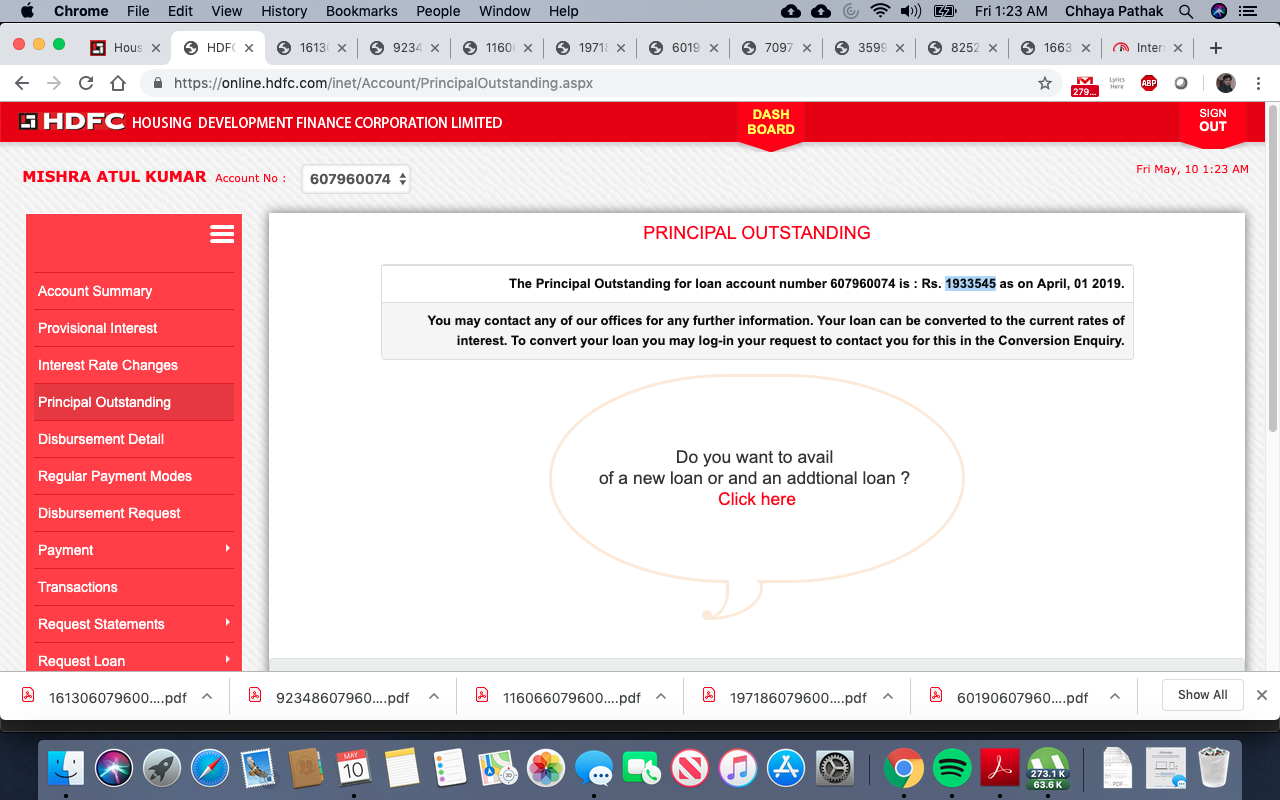 Chrome File Edit View History Bookmarks People Window Help Fri 1:23 AM Chhaya Pathak
Hous HDFC 1613 9234 1160 1971 6019 7097 3599 8252 1663 Inter
https://online.hdfc.com/inet/Account/PrincipalOutstanding.aspx
279...
Lyrics
Here
ABP
HDFC HOUSING DEVELOPMENT FINANCE CORPORATION LIMITED
DASH
BOARD
SIGN
OUT
MISHRA ATUL KUMAR Account No : 607960074
Fri May, 10 1:23 AM
Account Summary
Provisional Interest
Interest Rate Changes
Principal Outstanding
Disbursement Detail
Regular Payment Modes
Disbursement Request
Payment
Transactions
Request Statements
Request Loan
PRINCIPAL OUTSTANDING
The Principal Outstanding for loan account number 607960074 is : Rs. 1933545 as on April, 01 2019.
You may contact any of our offices for any further information. Your loan can be converted to the current rates of
interest. To convert your loan you may log-in your request to contact you for this in the Conversion Enquiry.
Do you want to avail
of a new loan or and an addtional loan ?
Click here
161306079600....pdf 92348607960....pdf 116066079600....pdf 197186079600....pdf 60190607960....pdf Show All
MAY
10
273.1 K
63.6 K
PDF